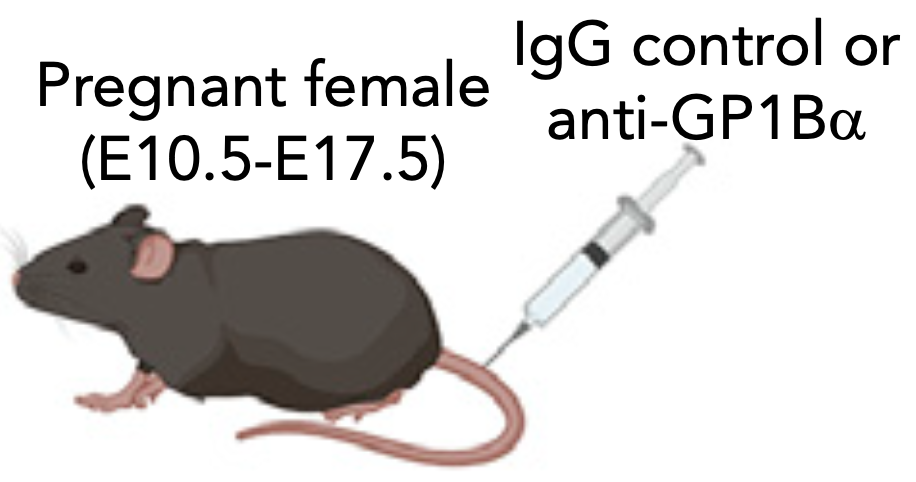 Pregnant female
(E10.5-E17.5)
IgG control or
anti-GP1Bα